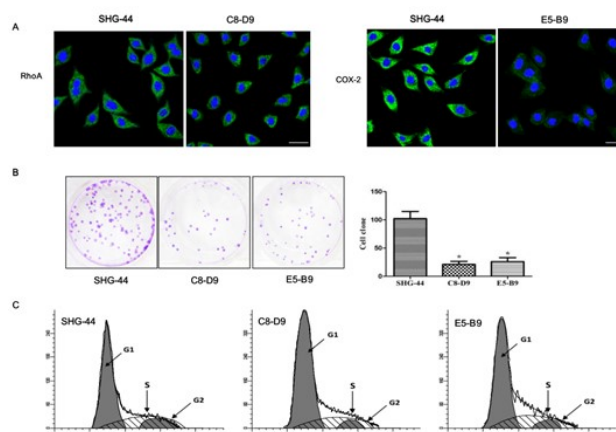 A
SHG-44
C8-D9
SHG-44
E5-B9
RhoA
COX-2
B
SHG-44
C8-D9
E5-B9
Cell clone
150
100
50
0
*
*
SHG-44
C8-D9
E5-B9
C
SHG-44
G1
S
G2
C8-D9
G1
S
G2
E5-B9
G1
S
G2